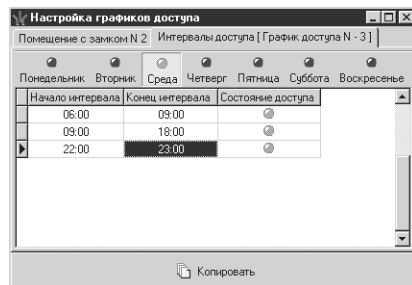 Настройка графиков доступа
Помещение с замком N 2 Интервалы доступа [ График доступа N - 3 ]
Понедельник Вторник Среда Четверг Пятница Суббота Воскресенье
Начало интервала Конец интервала Состояние доступа
06:00 09:00
09:00 18:00
22:00 23:00
Копировать